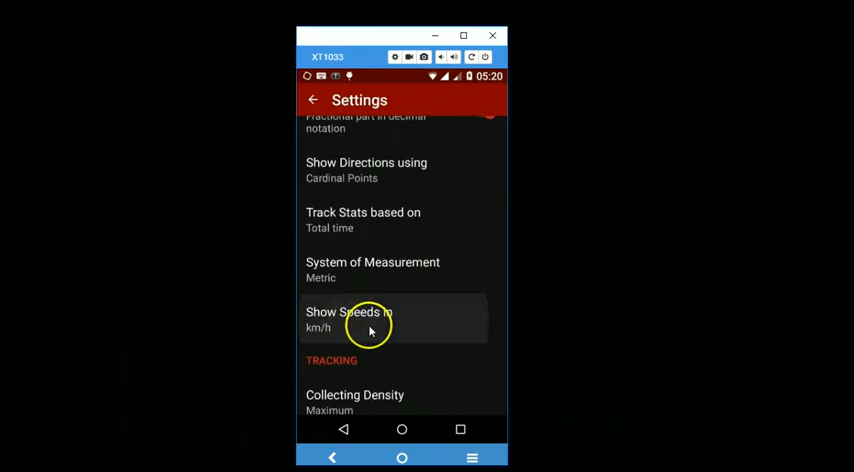 XT1033
05:20
Settings
Fractional part in decimal
notation
Show Directions using
Cardinal Points
Track Stats based on
Total time
System of Measurement
Metric
Show Speeds in
km/h
TRACKING
Collecting Density
Maximum